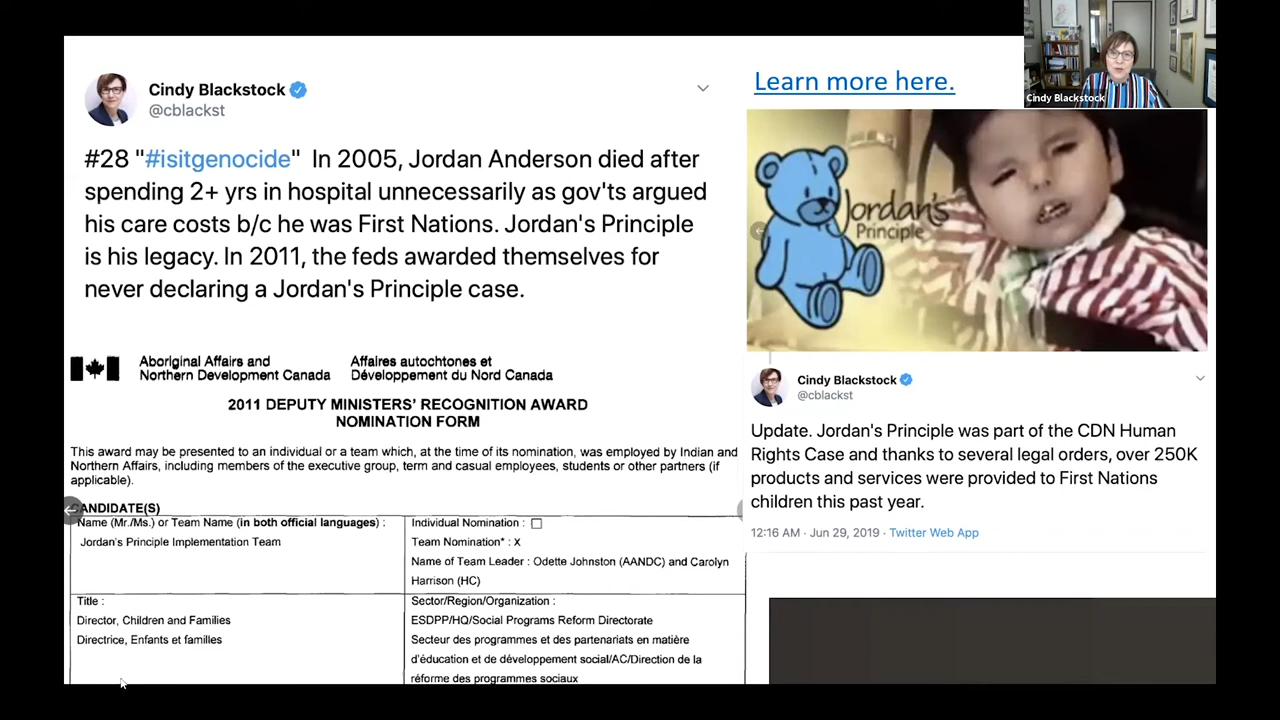 Cindy Blackstock
@cblackst
#28 "#isitgenocide" In 2005, Jordan Anderson died after
spending 2+ yrs in hospital unnecessarily as gov'ts argued
his care costs b/c he was First Nations. Jordan's Principle
is his legacy. In 2011, the feds awarded themselves for
never declaring a Jordan's Principle case.
Aboriginal Affairs and
Northern Development Canada
Affaires autochtones et
Développement du Nord Canada
2011 DEPUTY MINISTERS' RECOGNITION AWARD
NOMINATION FORM
This award may be presented to an individual or a team which, at the time of its nomination, was employed by Indian and
Northern Affairs, including members of the executive group, term and casual employees, students or other partners (if
applicable).
CANDIDATE(S)
Name (Mr./Ms.) or Team Name (in both official languages) :
Jordan's Principle Implementation Team
Individual Nomination :
Team Nomination* : X
Name of Team Leader : Odette Johnston (AANDC) and Carolyn
Harrison (HC)
Title :
Director, Children and Families
Directrice, Enfants et familles
Sector/Region/Organization :
ESDPP/HQ/Social Programs Reform Directorate
Secteur des programmes et des partenariats en matière
d'éducation et de développement social/AC/Direction de la
réforme des programmes sociaux
Learn more here.
Cindy Blackstock
Jordan's
Principle
Cindy Blackstock
@cblackst
Update. Jordan's Principle was part of the CDN Human
Rights Case and thanks to several legal orders, over 250K
products and services were provided to First Nations
children this past year.
12:16 AM · Jun 29, 2019 · Twitter Web App